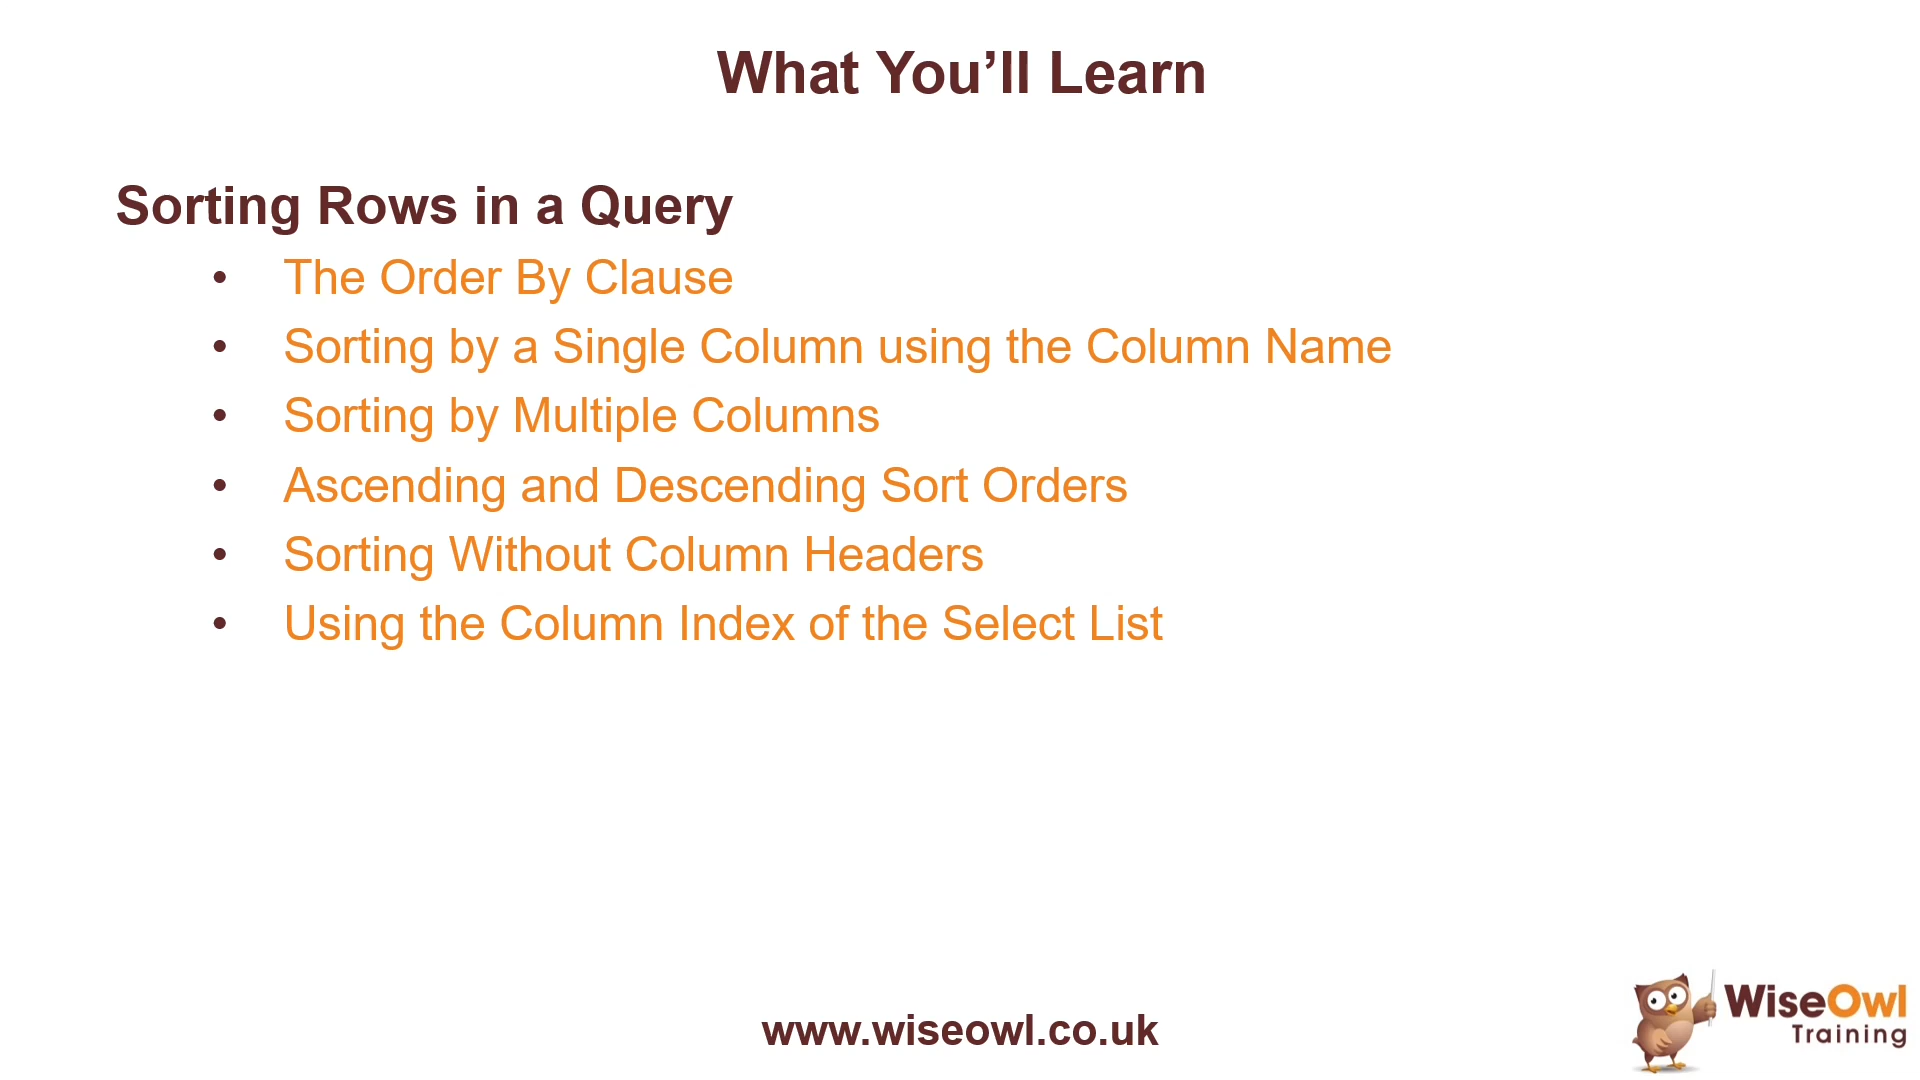 What You’ll Learn
Sorting Rows in a Query
• The Order By Clause
• Sorting by a Single Column using the Column Name
• Sorting by Multiple Columns
• Ascending and Descending Sort Orders
• Sorting Without Column Headers
• Using the Column Index of the Select List
www.wiseowl.co.uk
WiseOwl
Training